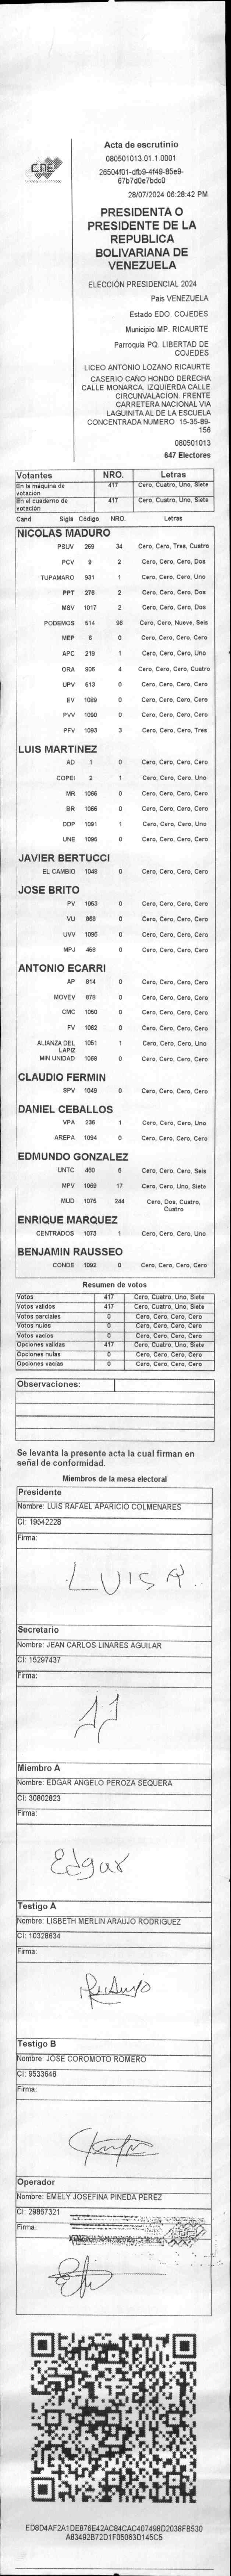 CNE
Acta de escrutinio
080501013.01.1.0001
26504f01-dfb9-4f49-85e9-
67b7d0e7bdc0
28/07/2024 06:28:42 PM
PRESIDENTA O
PRESIDENTE DE LA
REPUBLICA
BOLIVARIANA DE
VENEZUELA
ELECCIÓN PRESIDENCIAL 2024
País VENEZUELA
Estado EDO. COJEDES
Municipio MP. RICAURTE
Parroquia PQ. LIBERTAD DE
COJEDES
LICEO ANTONIO LOZANO RICAURTE
CASERIO CAÑO HONDO DERECHA
CALLE MONARCA. IZQUIERDA CALLE
CIRCUNVALACION. FRENTE
CARRETERA NACIONAL VIA
LAGUINITA AL DE LA ESCUELA
CONCENTRADA NUMERO 15-35-89-
156
080501013
647 Electores
Votantes NRO. Letras
En la máquina de votación 417 Cero, Cuatro, Uno, Siete
En el cuaderno de votación 417 Cero, Cuatro, Uno, Siete
Cand. Sigla Código NRO. Letras
NICOLAS MADURO
PSUV 269 34 Cero, Cero, Tres, Cuatro
PCV 9 2 Cero, Cero, Cero, Dos
TUPAMARO 931 1 Cero, Cero, Cero, Uno
PPT 276 2 Cero, Cero, Cero, Dos
MSV 1017 2 Cero, Cero, Cero, Dos
PODEMOS 514 96 Cero, Cero, Nueve, Seis
MEP 6 0 Cero, Cero, Cero, Cero
APC 219 1 Cero, Cero, Cero, Uno
ORA 906 4 Cero, Cero, Cero, Cuatro
UPV 513 0 Cero, Cero, Cero, Cero
EV 1089 0 Cero, Cero, Cero, Cero
PVV 1090 0 Cero, Cero, Cero, Cero
PFV 1093 3 Cero, Cero, Cero, Tres
LUIS MARTINEZ
AD 1 0 Cero, Cero, Cero, Cero
COPEI 2 1 Cero, Cero, Cero, Uno
MR 1065 0 Cero, Cero, Cero, Cero
BR 1066 0 Cero, Cero, Cero, Cero
DDP 1091 1 Cero, Cero, Cero, Uno
UNE 1095 0 Cero, Cero, Cero, Cero
JAVIER BERTUCCI
EL CAMBIO 1048 0 Cero, Cero, Cero, Cero
JOSE BRITO
PV 1053 0 Cero, Cero, Cero, Cero
VU 868 0 Cero, Cero, Cero, Cero
UVV 1096 0 Cero, Cero, Cero, Cero
MPJ 458 0 Cero, Cero, Cero, Cero
ANTONIO ECARRI
AP 914 0 Cero, Cero, Cero, Cero
MOVEV 878 0 Cero, Cero, Cero, Cero
CMC 1050 0 Cero, Cero, Cero, Cero
FV 1062 0 Cero, Cero, Cero, Cero
ALIANZA DEL LAPIZ 1051 1 Cero, Cero, Cero, Uno
MIN UNIDAD 1068 0 Cero, Cero, Cero, Cero
CLAUDIO FERMIN
SPV 1049 0 Cero, Cero, Cero, Cero
DANIEL CEBALLOS
VPA 236 1 Cero, Cero, Cero, Uno
AREPA 1094 0 Cero, Cero, Cero, Cero
EDMUNDO GONZALEZ
UNTC 460 6 Cero, Cero, Cero, Seis
MPV 1069 17 Cero, Cero, Uno, Siete
MUD 1076 244 Cero, Dos, Cuatro,
Cuatro
ENRIQUE MARQUEZ
CENTRADOS 1073 1 Cero, Cero, Cero, Uno
BENJAMIN RAUSSEO
CONDE 1092 0 Cero, Cero, Cero, Cero
Resumen de votos
Votos 417 Cero, Cuatro, Uno, Siete
Votos validos 417 Cero, Cuatro, Uno, Siete
Votos parciales 0 Cero, Cero, Cero, Cero
Votos nulos 0 Cero, Cero, Cero, Cero
Votos vacios 0 Cero, Cero, Cero, Cero
Opciones validas 417 Cero, Cuatro, Uno, Siete
Opciones nulas 0 Cero, Cero, Cero, Cero
Opciones vacias 0 Cero, Cero, Cero, Cero
Observaciones:
Se levanta la presente acta la cual firman en
señal de conformidad.
Miembros de la mesa electoral
Presidente
Nombre: LUIS RAFAEL APARICIO COLMENARES
CI: 19542228
Firma:
LUIS R.
Secretario
Nombre: JEAN CARLOS LINARES AGUILAR
CI: 15297437
Firma:
Miembro A
Nombre: EDGAR ANGELO PEROZA SEQUERA
CI: 30802823
Firma:
Edgar
Testigo A
Nombre: LISBETH MERLIN ARAUJO RODRIGUEZ
CI: 10328634
Firma:
Testigo B
Nombre: JOSE COROMOTO ROMERO
CI: 9533648
Firma:
Operador
Nombre: EMELY JOSEFINA PINEDA PEREZ
CI: 29867321
Firma:
ED8D4AF2A1DE876E42AC84CAC407498D2038FB530
A83492B72D1F05063D145C5